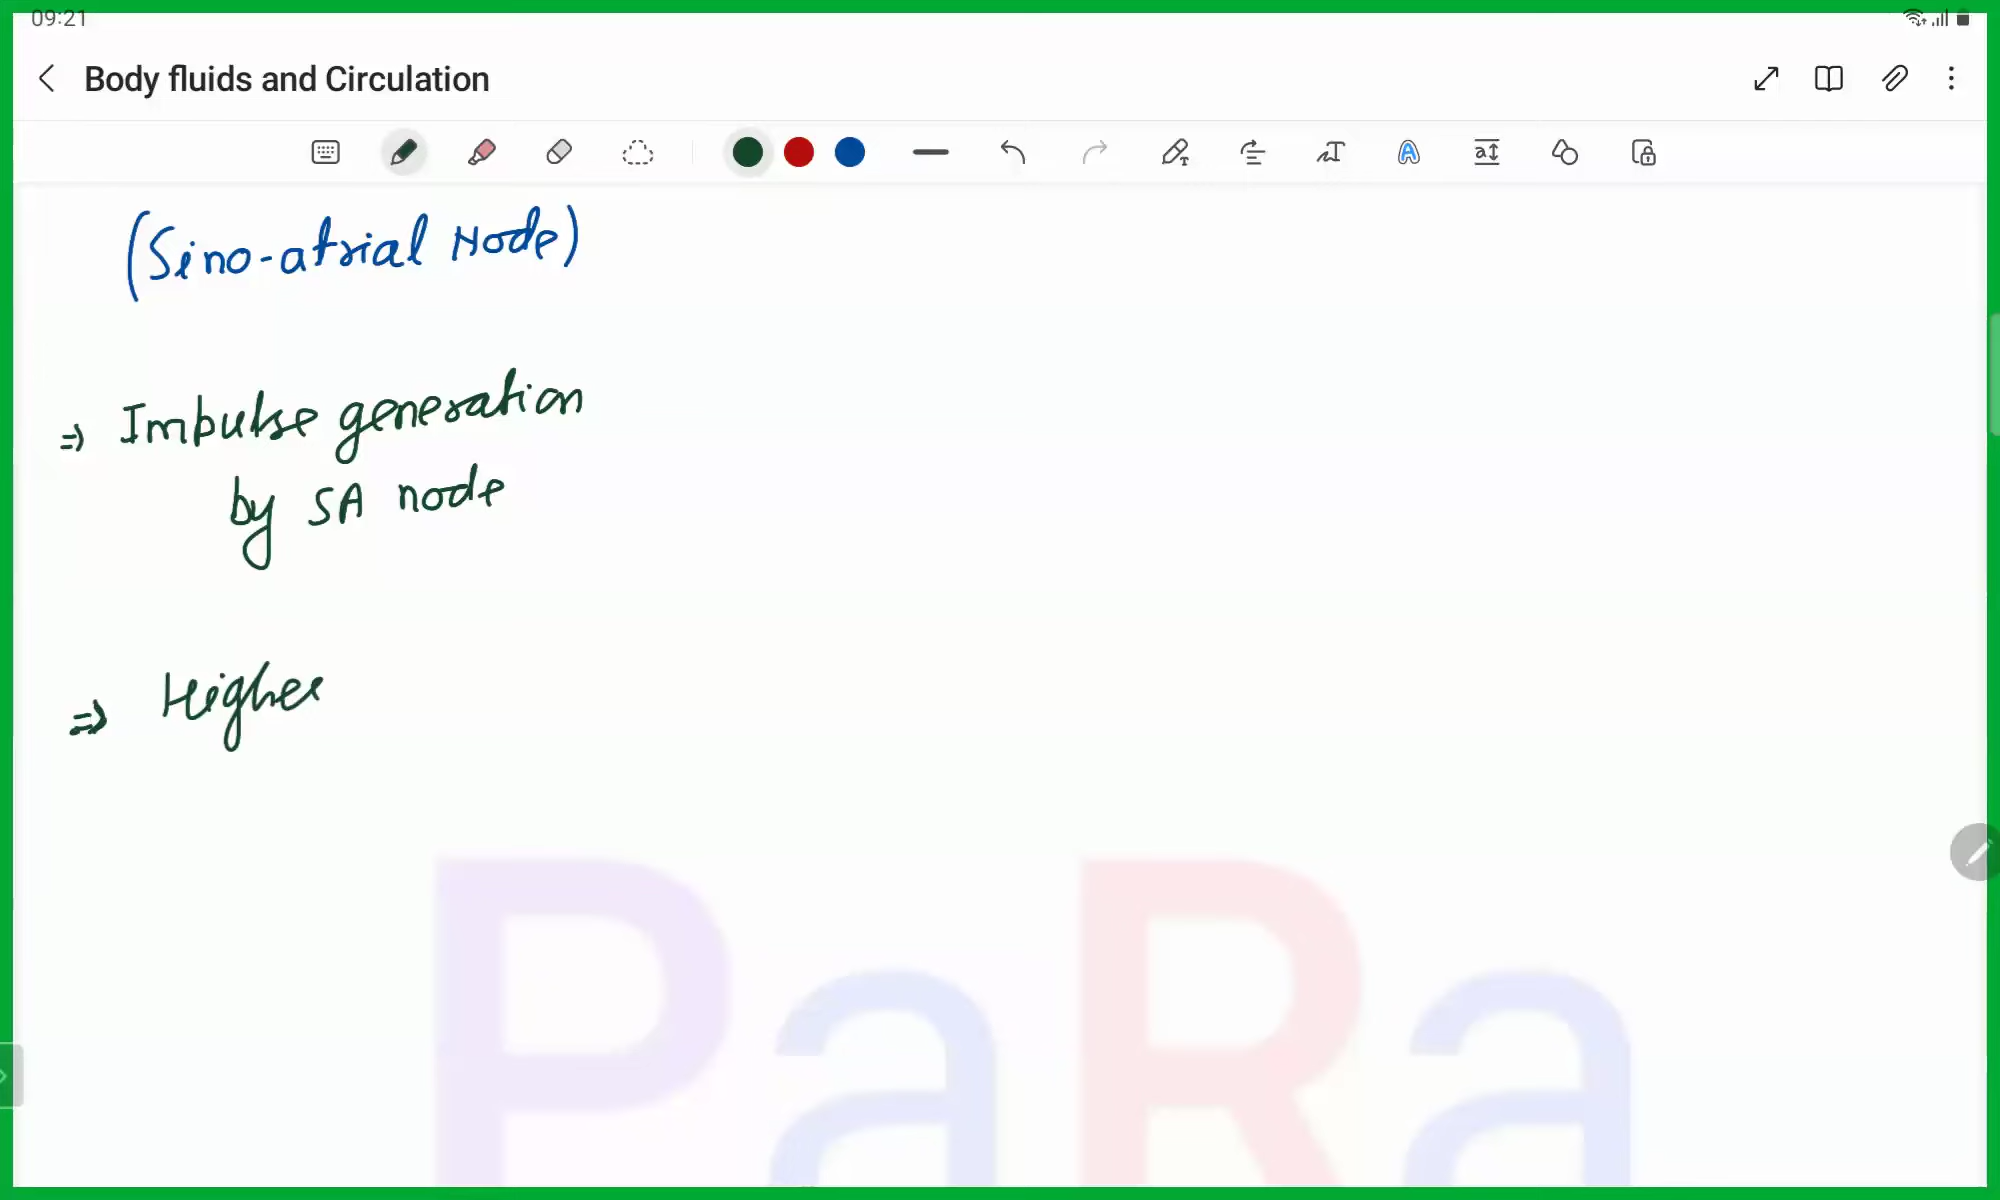 09:21
Body fluids and Circulation
(Sino-atrial Node)
⇒ Impulse generation
by SA node
⇒ Higher
PaRa